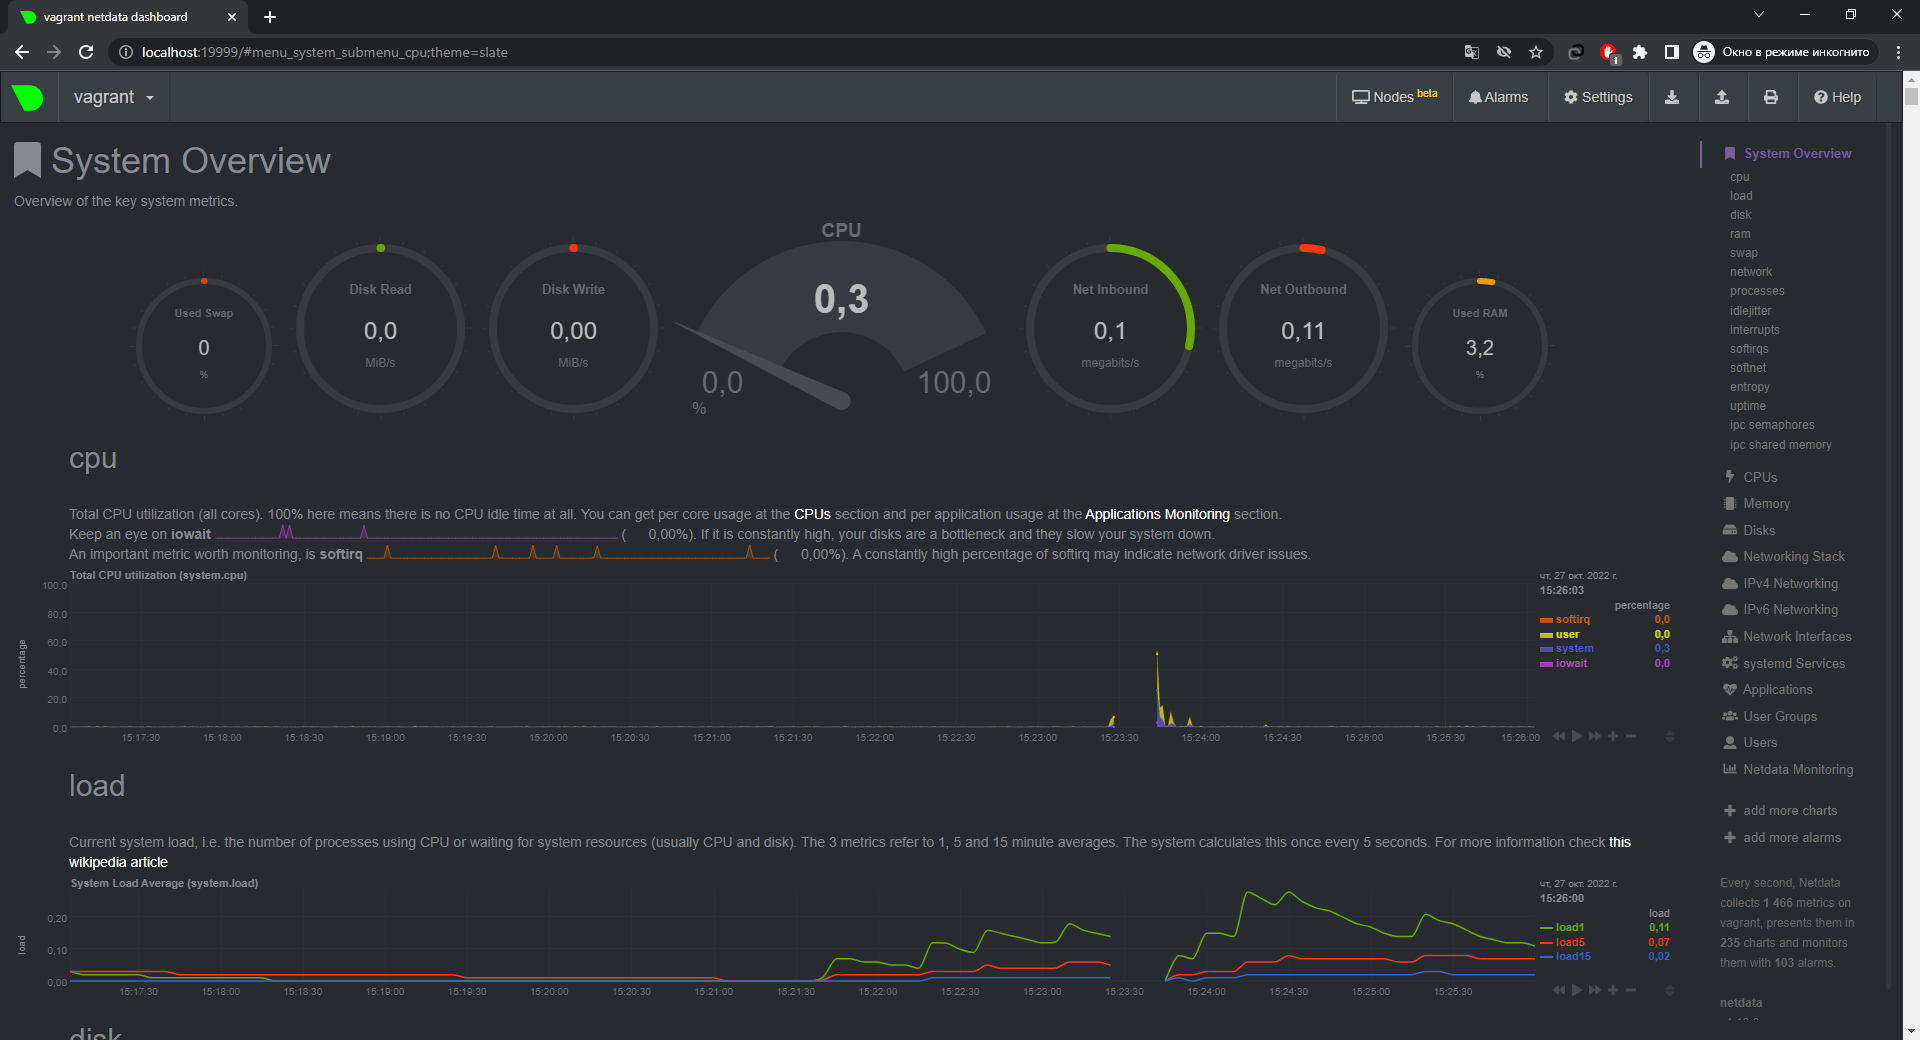 vagrant netdata dashboard
localhost:19999/#menu_system_submenu_cpu;theme=slate
1
Окно в режиме инкогнито
vagrant
Nodes beta
Alarms
Settings
Help
System Overview
Overview of the key system metrics.
Used Swap
0
%
Disk Read
0,0
MiB/s
Disk Write
0,00
MiB/s
CPU
0,3
0,0
100,0
%
Net Inbound
0,1
megabits/s
Net Outbound
0,11
megabits/s
Used RAM
3,2
%
cpu
Total CPU utilization (all cores). 100% here means there is no CPU idle time at all. You can get per core usage at the CPUs section and per application usage at the Applications Monitoring section.
Keep an eye on iowait ( 0,00%). If it is constantly high, your disks are a bottleneck and they slow your system down.
An important metric worth monitoring, is softirq ( 0,00%). A constantly high percentage of softirq may indicate network driver issues.
Total CPU utilization (system.cpu)
percentage
100,0
80,0
60,0
40,0
20,0
0,0
15:17:30 15:18:00 15:18:30 15:19:00 15:19:30 15:20:00 15:20:30 15:21:00 15:21:30 15:22:00 15:22:30 15:23:00 15:23:30 15:24:00 15:24:30 15:25:00 15:25:30 15:26:00
чт, 27 окт. 2022 г.
15:26:03
percentage
softirq 0,0
user 0,0
system 0,3
iowait 0,0
load
Current system load, i.e. the number of processes using CPU or waiting for system resources (usually CPU and disk). The 3 metrics refer to 1, 5 and 15 minute averages. The system calculates this once every 5 seconds. For more information check this
wikipedia article
System Load Average (system.load)
load
0,20
0,10
0,00
15:17:30 15:18:00 15:18:30 15:19:00 15:19:30 15:20:00 15:20:30 15:21:00 15:21:30 15:22:00 15:22:30 15:23:00 15:23:30 15:24:00 15:24:30 15:25:00 15:25:30
чт, 27 окт. 2022 г.
15:26:00
load
load1 0,11
load5 0,07
load15 0,02
disk
System Overview
cpu
load
disk
ram
swap
network
processes
idlejitter
interrupts
softirqs
softnet
entropy
uptime
ipc semaphores
ipc shared memory
CPUs
Memory
Disks
Networking Stack
IPv4 Networking
IPv6 Networking
Network Interfaces
systemd Services
Applications
User Groups
Users
Netdata Monitoring
add more charts
add more alarms
Every second, Netdata
collects 1 466 metrics on
vagrant, presents them in
235 charts and monitors
them with 103 alarms.
netdata